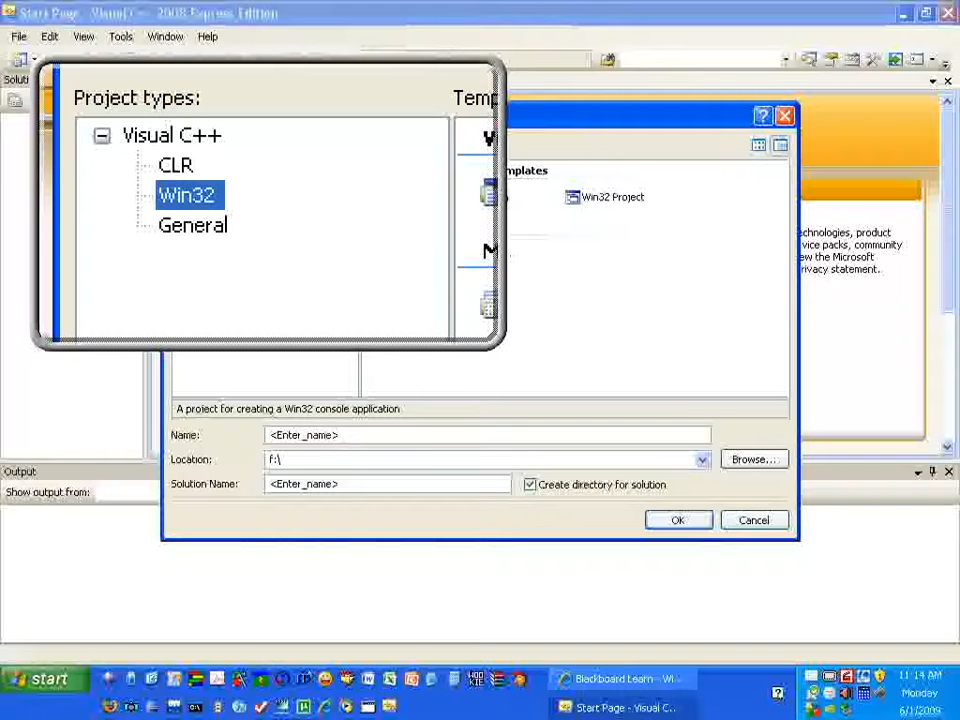 Start Page - Visual C++ 2008 Express Edition
File Edit View Tools Window Help
Solut
Project types:
Temp
Visual C++
CLR
Win32
General
V
M
mplates
Win32 Project
echnologies, product
vice packs, community
ew the Microsoft
rivacy statement.
A project for creating a Win32 console application
Name: <Enter_name>
Location: f:\ Browse...
Solution Name: <Enter_name> Create directory for solution
OK Cancel
Output
Show output from:
start
Blackboard Learn - Wi...
Start Page - Visual C...
11:14 AM
Monday
6/1/2009